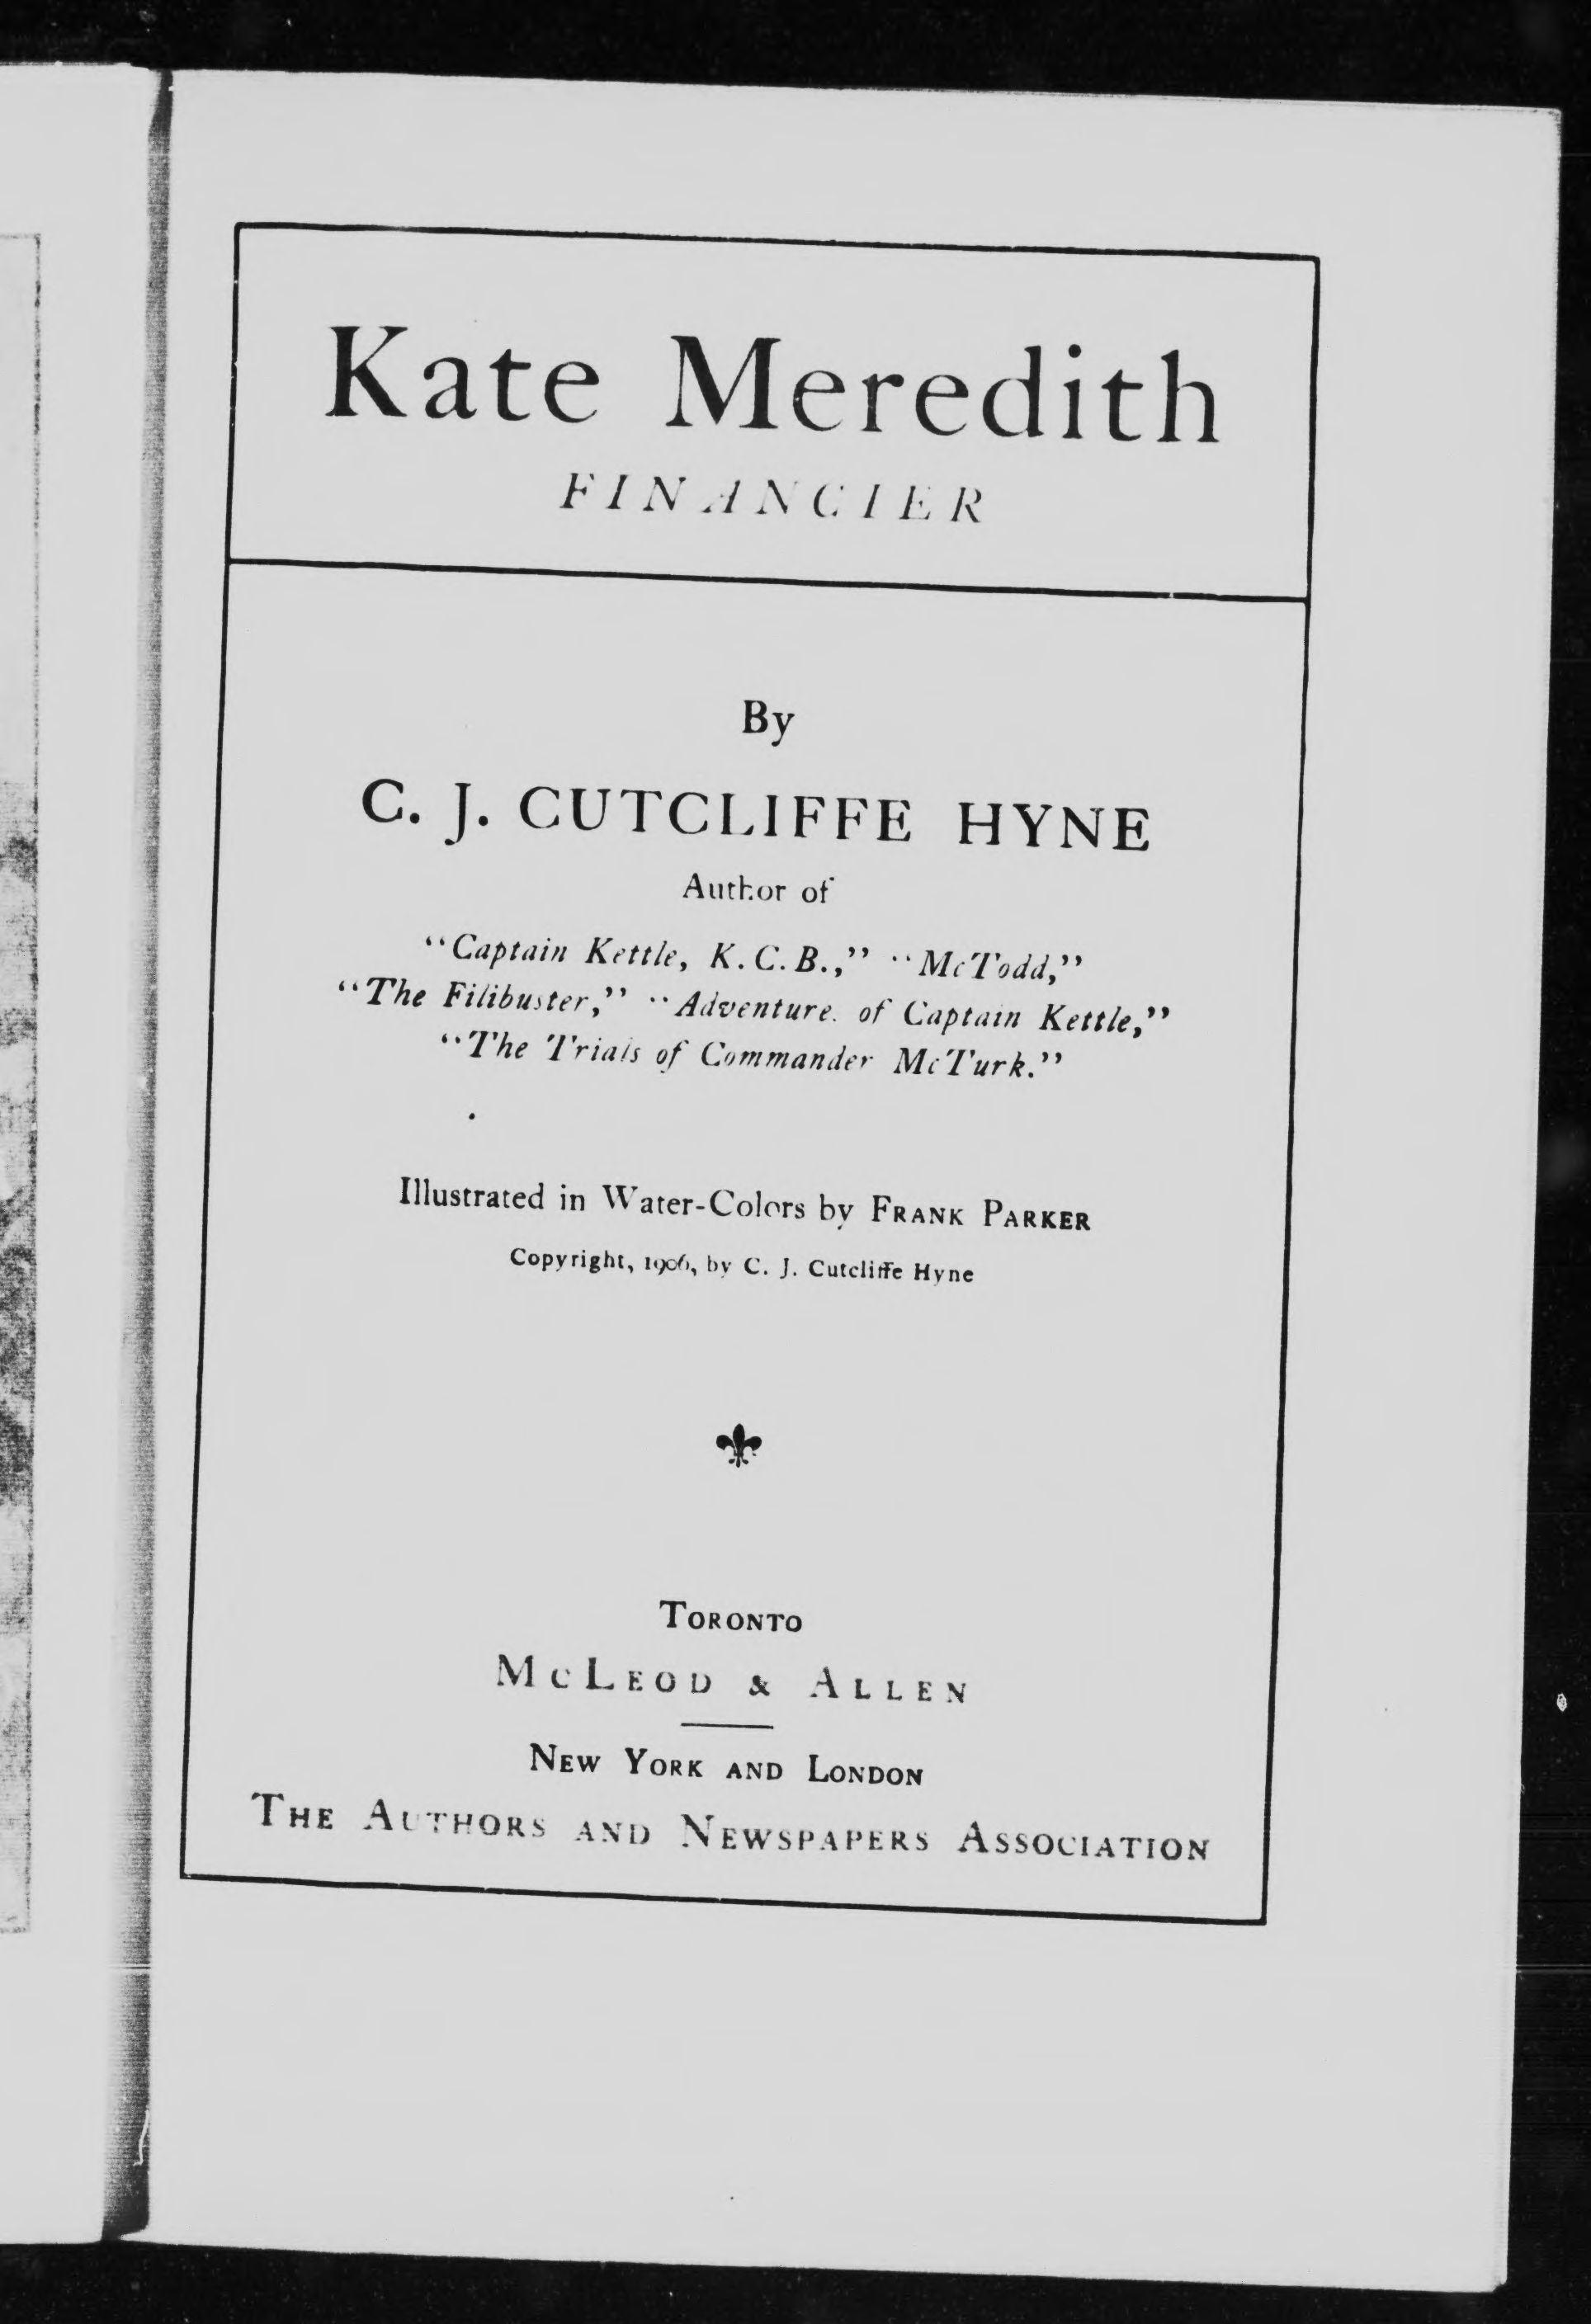 Kate Meredith
FINANCIER
By
C. J. CUTCLIFFE HYNE
Author of
“Captain Kettle, K.C.B.,” “McTodd,”
“The Filibuster,” “Adventure. of Captain Kettle,”
“The Trials of Commander McTurk.”
Illustrated in Water-Colors by FRANK PARKER
Copyright, 1906, by C. J. Cutcliffe Hyne
TORONTO
MCLEOD & ALLEN
NEW YORK AND LONDON
THE AUTHORS AND NEWSPAPERS ASSOCIATION